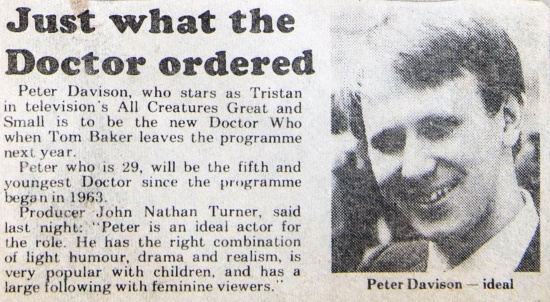 Just what the
Doctor ordered
Peter Davison, who stars as Tristan
in television's All Creatures Great and
Small is to be the new Doctor Who
when Tom Baker leaves the programme
next year.
Peter who is 29, will be the fifth and
youngest Doctor since the programme
began in 1963.
Producer John Nathan Turner, said
last night: "Peter is an ideal actor for
the role. He has the right combination
of light humour, drama and realism, is
very popular with children, and has a
large following with feminine viewers."
Peter Davison — ideal